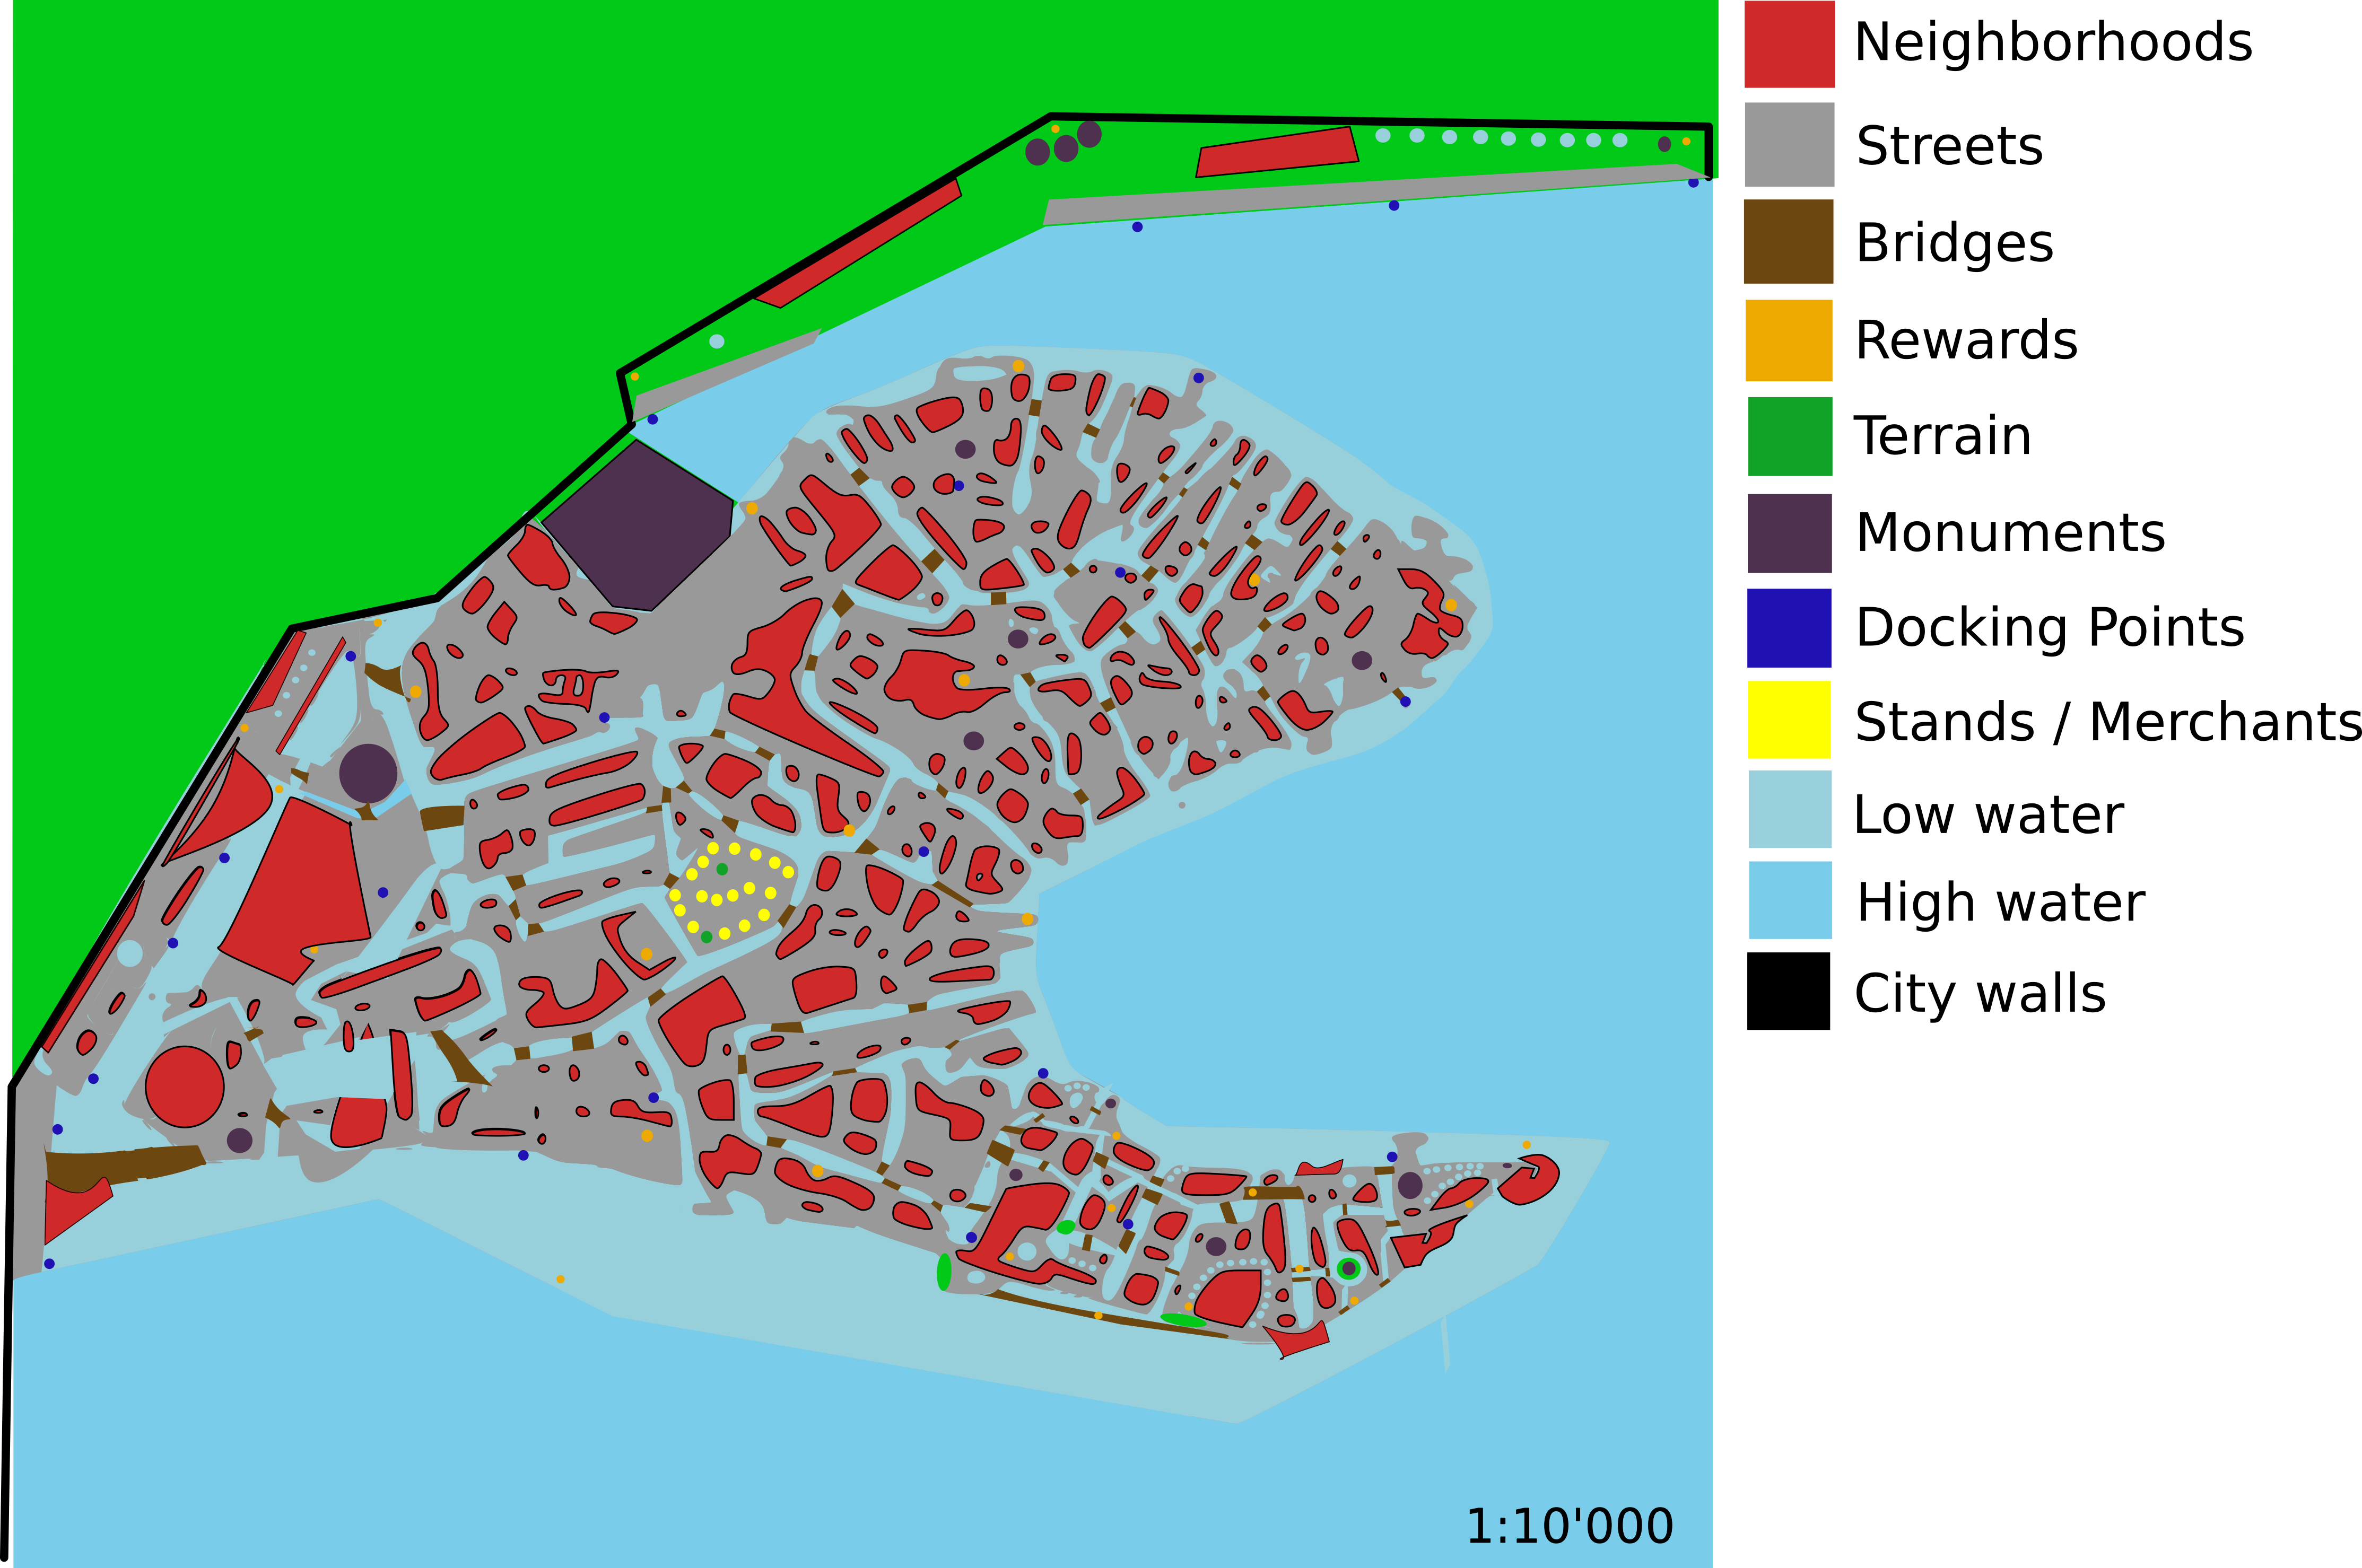 Neighborhoods
Streets
Bridges
Rewards
Terrain
Monuments
Docking Points
Stands / Merchants
Low water
High water
City walls
1:10'000